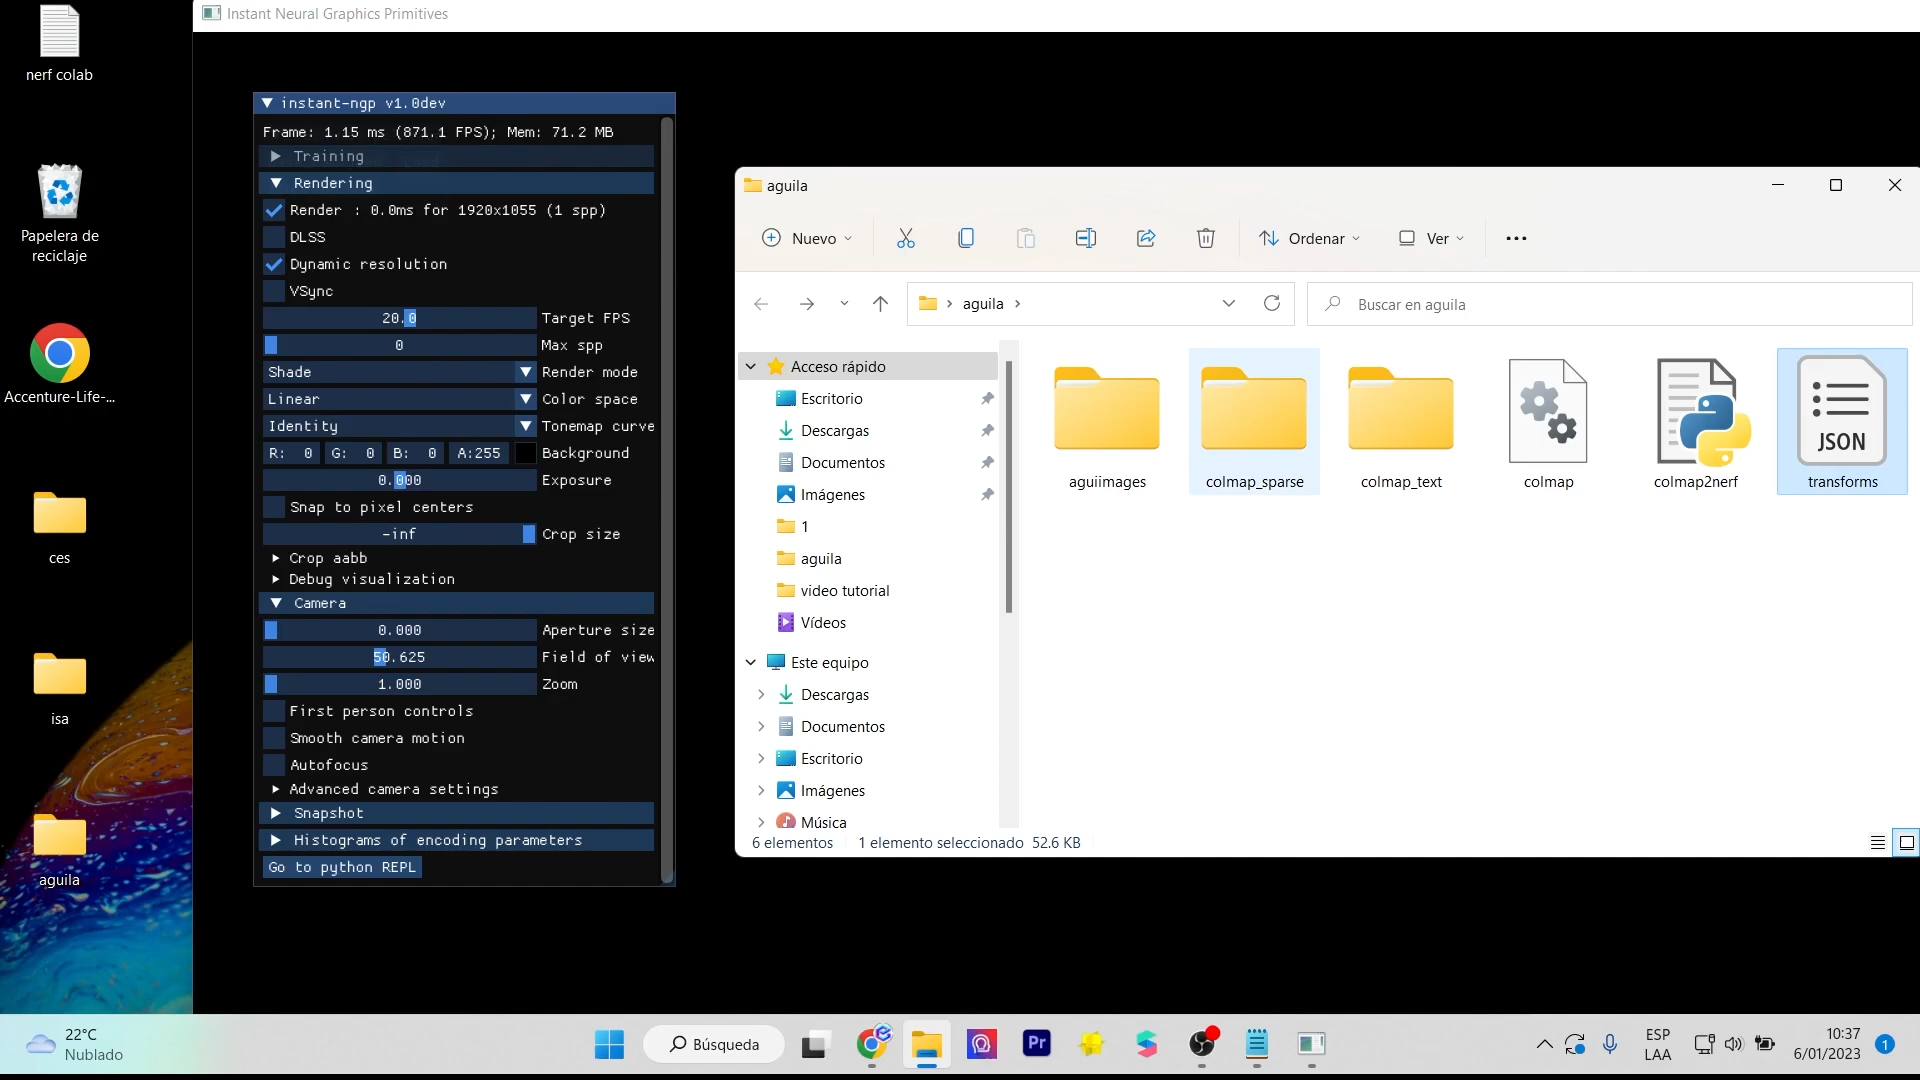 nerf colab
Papelera de
reciclaje
Accenture-Life-...
ces
isa
aguila
Instant Neural Graphics Primitives
instant-ngp v1.0dev
Frame: 1.15 ms (871.1 FPS); Mem: 71.2 MB
Training
Rendering
Render : 0.0ms for 1920x1055 (1 spp)
DLSS
Dynamic resolution
VSync
20.0 Target FPS
0 Max spp
Shade Render mode
Linear Color space
Identity Tonemap curve
R: 0 G: 0 B: 0 A:255 Background
0.000 Exposure
Snap to pixel centers
-inf Crop size
Crop aabb
Debug visualization
Camera
0.000 Aperture size
50.625 Field of view
1.000 Zoom
First person controls
Smooth camera motion
Autofocus
Advanced camera settings
Snapshot
Histograms of encoding parameters
Go to python REPL
aguila
Nuevo Ordenar Ver
aguila Buscar en aguila
Acceso rápido
Escritorio
Descargas
Documentos
Imágenes
1
aguila
video tutorial
Vídeos
Este equipo
Descargas
Documentos
Escritorio
Imágenes
Música
JSON
aguiimages colmap_sparse colmap_text colmap colmap2nerf transforms
6 elementos 1 elemento seleccionado 52.6 KB
22°C
Nublado
Búsqueda
Pr
ESP
LAA
10:37
6/01/2023
1